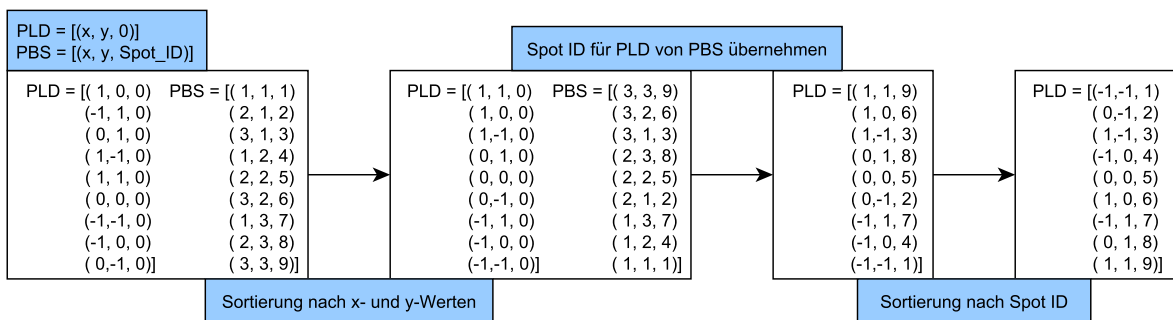 PLD = [(x, y, 0)]
PBS = [(x, y, Spot_ID)]
Spot ID für PLD von PBS übernehmen
PLD = [( 1, 0, 0) PBS = [( 1, 1, 1)
(-1, 1, 0) ( 2, 1, 2)
( 0, 1, 0) ( 3, 1, 3)
( 1,-1, 0) ( 1, 2, 4)
( 1, 1, 0) ( 2, 2, 5)
( 0, 0, 0) ( 3, 2, 6)
(-1,-1, 0) ( 1, 3, 7)
(-1, 0, 0) ( 2, 3, 8)
( 0,-1, 0)] ( 3, 3, 9)]
PLD = [( 1, 1, 0) PBS = [( 3, 3, 9)
( 1, 0, 0) ( 3, 2, 6)
( 1,-1, 0) ( 3, 1, 3)
( 0, 1, 0) ( 2, 3, 8)
( 0, 0, 0) ( 2, 2, 5)
( 0,-1, 0) ( 2, 1, 2)
(-1, 1, 0) ( 1, 3, 7)
(-1, 0, 0) ( 1, 2, 4)
(-1,-1, 0)] ( 1, 1, 1)]
PLD = [( 1, 1, 9)
( 1, 0, 6)
( 1,-1, 3)
( 0, 1, 8)
( 0, 0, 5)
( 0,-1, 2)
(-1, 1, 7)
(-1, 0, 4)
(-1,-1, 1)]
PLD = [(-1,-1, 1)
( 0,-1, 2)
( 1,-1, 3)
(-1, 0, 4)
( 0, 0, 5)
( 1, 0, 6)
(-1, 1, 7)
( 0, 1, 8)
( 1, 1, 9)]
Sortierung nach x- und y-Werten
Sortierung nach Spot ID